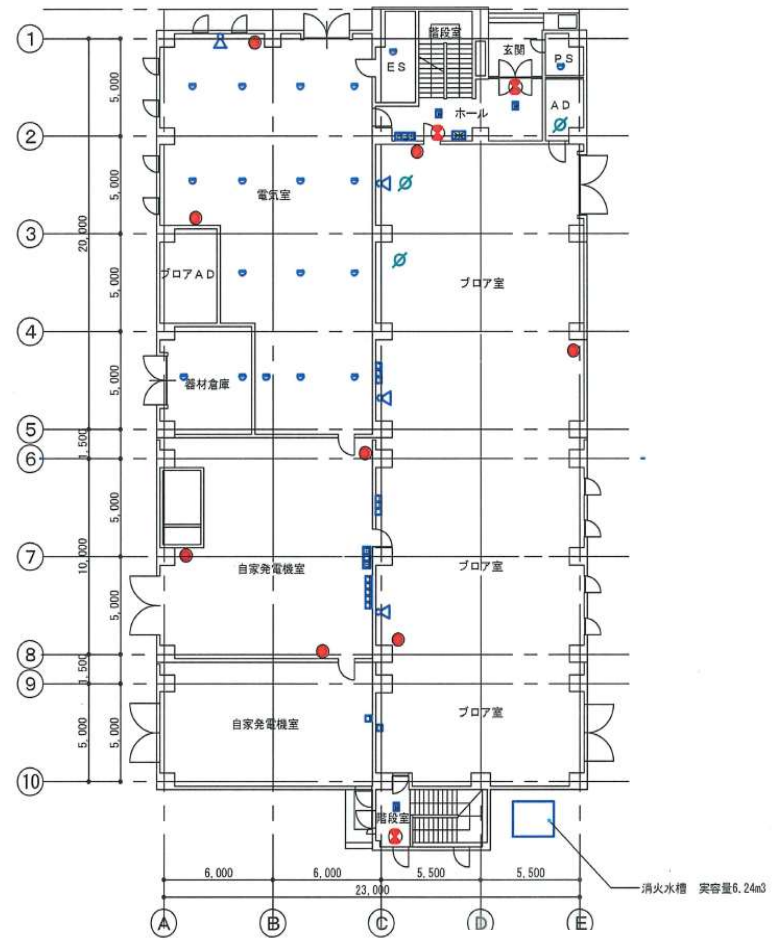 階段室
玄関
ES
PS
AD
ホール
①
②
③
④
⑤
⑥
⑦
⑧
⑨
⑩
5,000
5,000
5,000
5,000
20,000
1,500
5,000
10,000
5,000
1,500
5,000
5,000
電気室
ブロアAD
ブロア室
器材倉庫
自家発電機室
ブロア室
自家発電機室
ブロア室
階段室
6,000
6,000
5,500
5,500
23,000
消火水槽 実容量6.24m3
Ⓐ
Ⓑ
Ⓒ
Ⓓ
Ⓔ